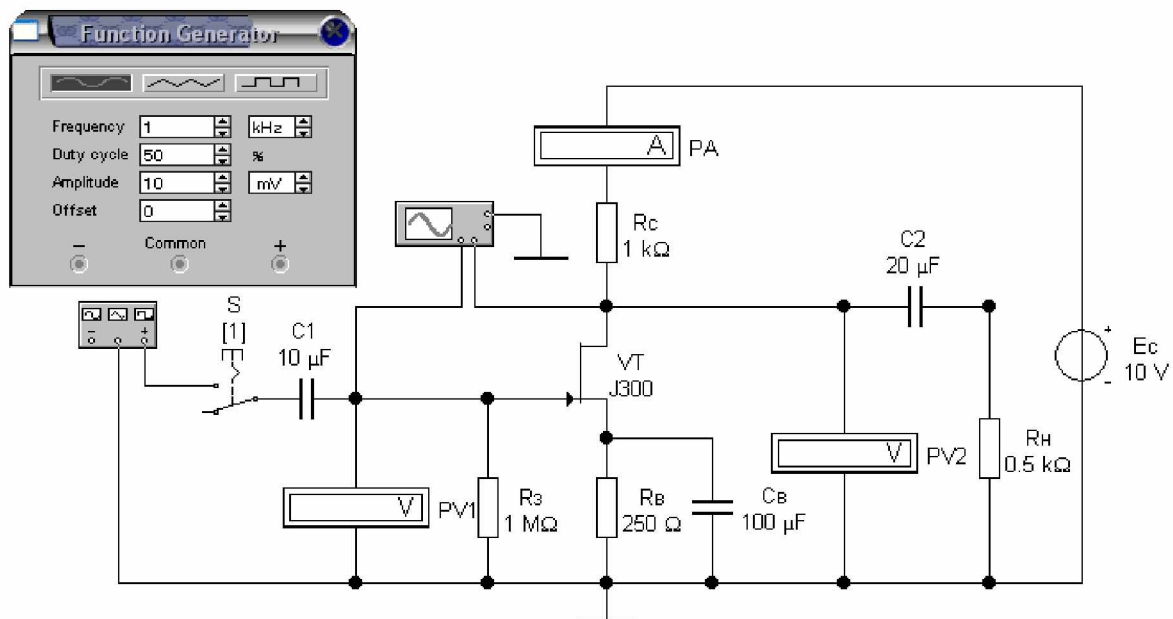 Function Generator
Frequency 1 kHz
Duty cycle 50 %
Amplitude 10 mV
Offset 0
− Common +
A PA
Rc
1 kΩ
C2
20 µF
S
[1]
C1
10 µF
VT
J300
+
Ec
10 V
-
V PV1
Rз
1 MΩ
Rв
250 Ω
Cв
100 µF
V PV2
Rн
0.5 kΩ